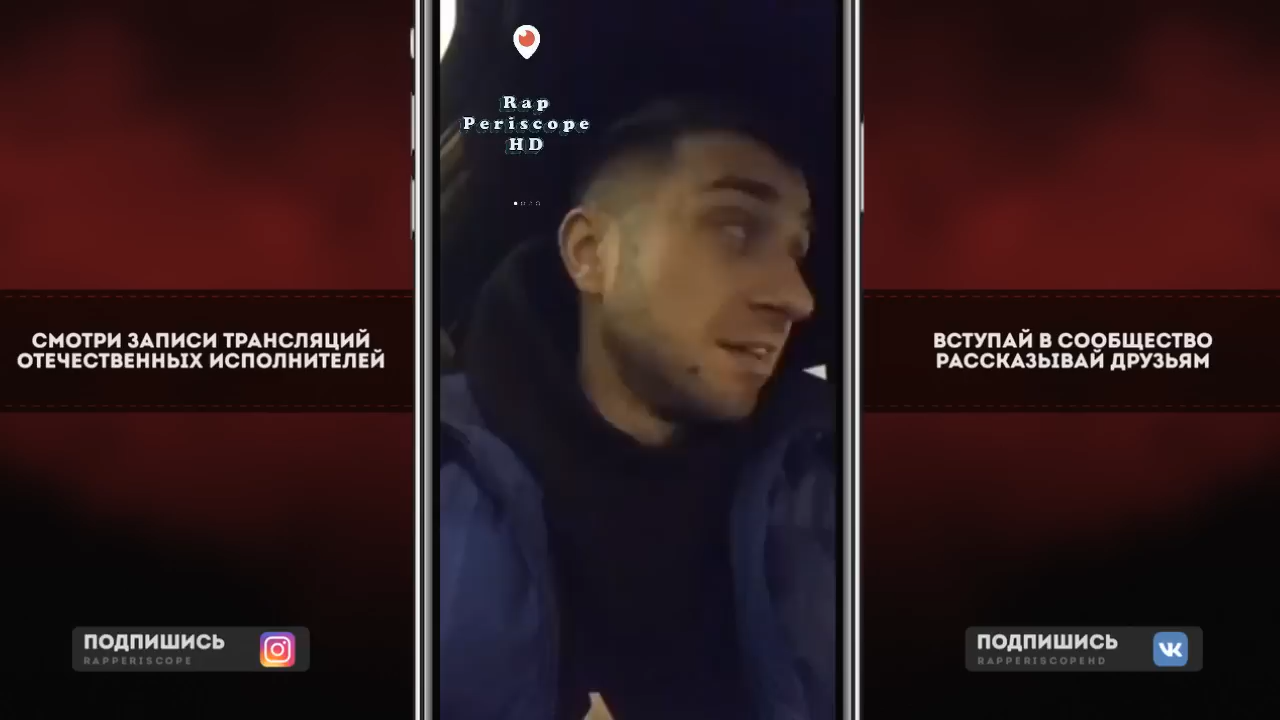 Rap
Periscope
HD
СМОТРИ ЗАПИСИ ТРАНСЛЯЦИЙ
ОТЕЧЕСТВЕННЫХ ИСПОЛНИТЕЛЕЙ
ВСТУПАЙ В СООБЩЕСТВО
РАССКАЗЫВАЙ ДРУЗЬЯМ
ПОДПИШИСЬ
RAPPERISCOPE
ПОДПИШИСЬ
RAPPERISCOPEHD